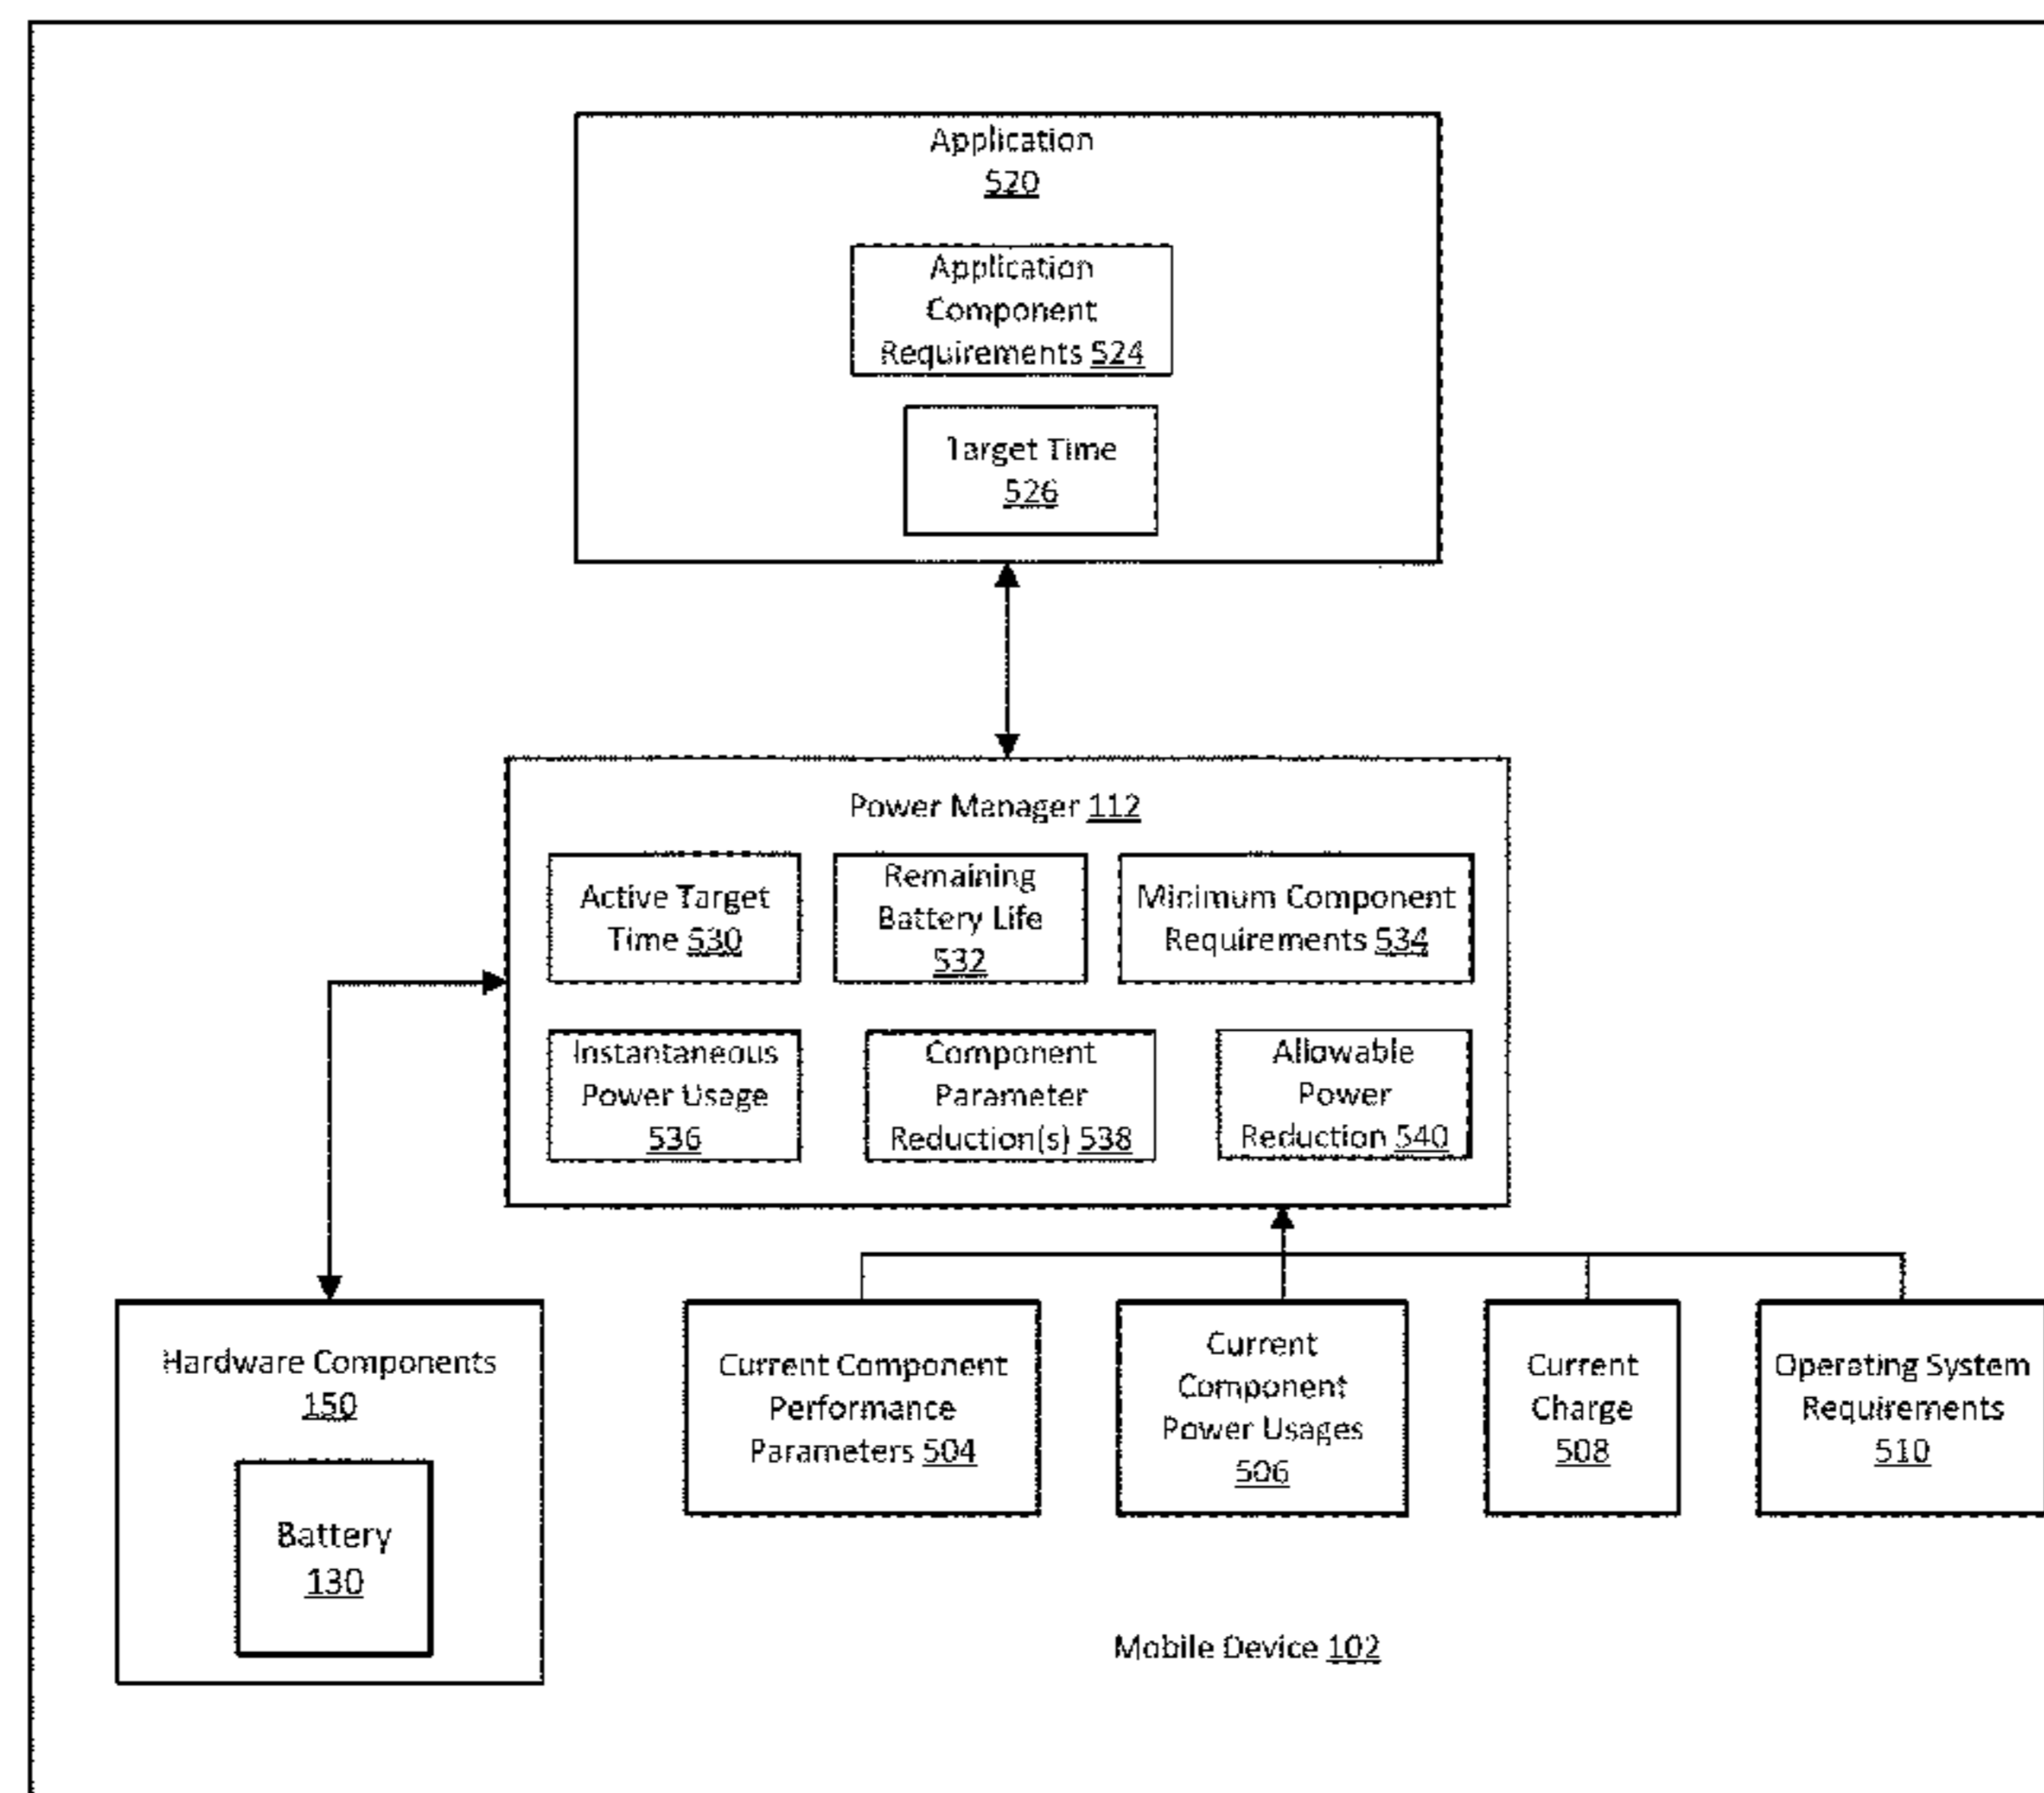 Application
520
Application
Component
Requirements 524
Target Time
526
Power Manager 112
Active Target
Time 530
Remaining
Battery Life
532
Minimum Component
Requirements 534
Instantaneous
Power Usage
536
Component
Parameter
Reduction(s) 538
Allowable
Power
Reduction 540
Hardware Components
150
Battery
130
Current Component
Performance
Parameters 504
Current
Component
Power Usages
506
Current
Charge
508
Operating System
Requirements
510
Mobile Device 102